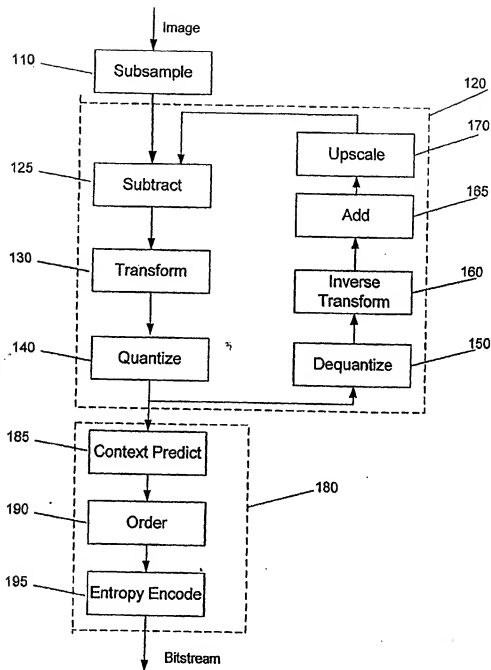 Image
110
Subsample
120
170
Upscale
125
Subtract
165
Add
130
Transform
160
Inverse
Transform
140
Quantize
150
Dequantize
185
Context Predict
180
190
Order
195
Entropy Encode
Bitstream